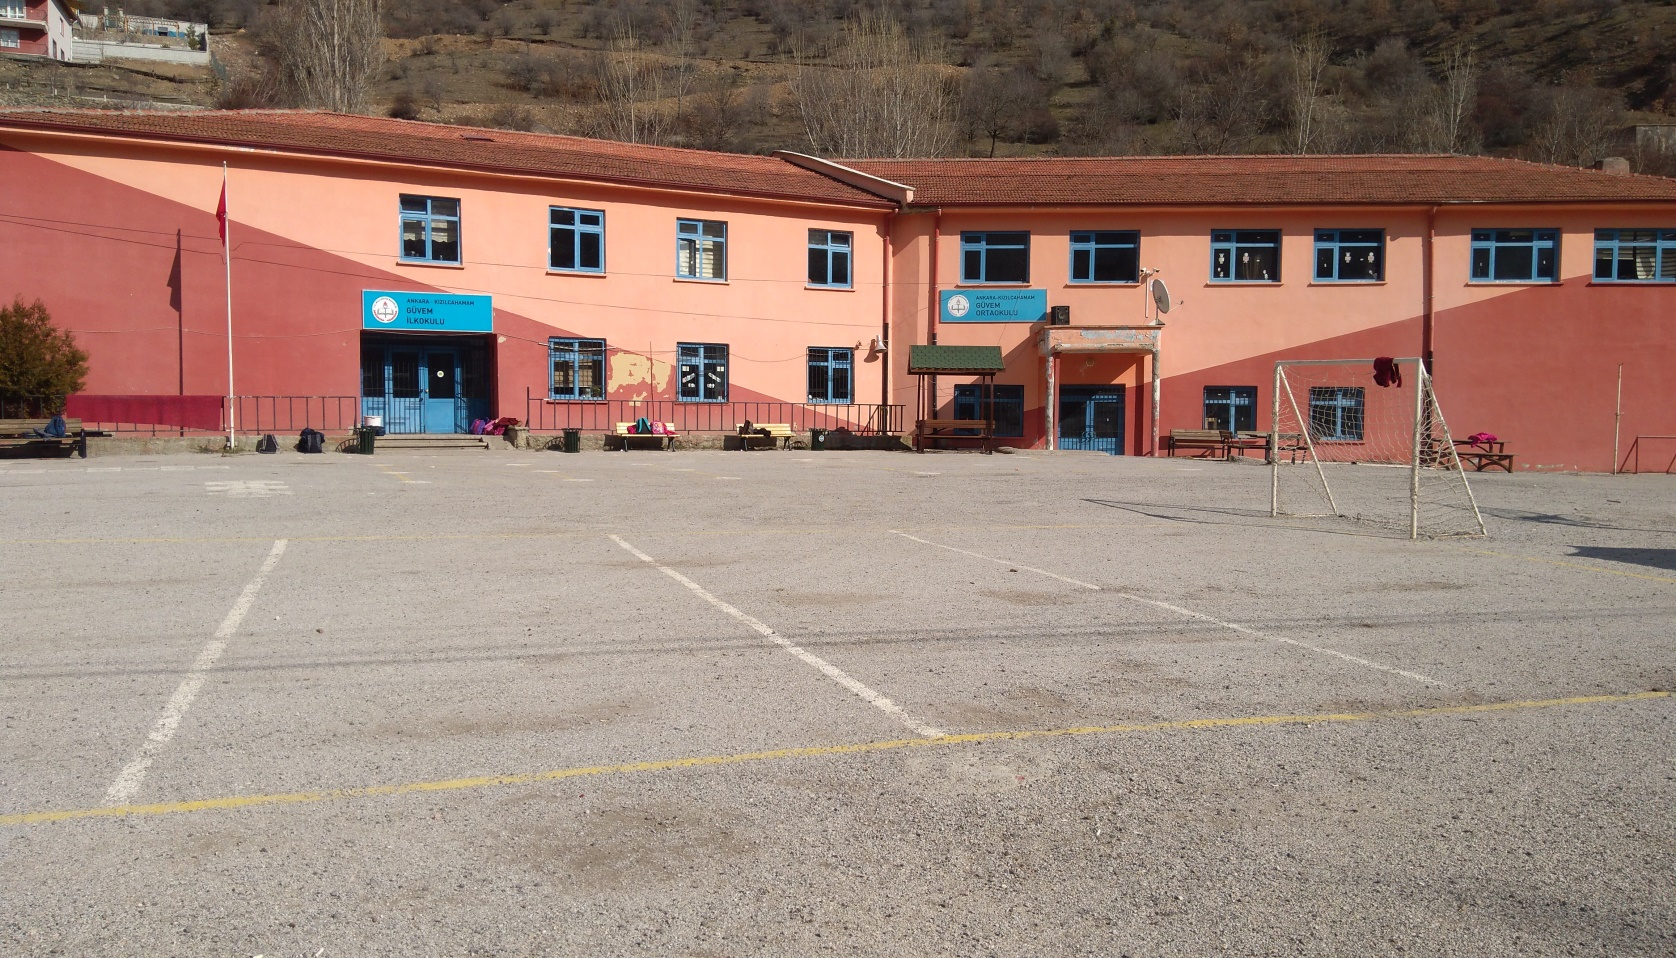 ANKARA - KIZILCAHAMAM
GÜVEM
İLKOKULU
ANKARA-KIZILCAHAMAM
GÜVEM
ORTAOKULU